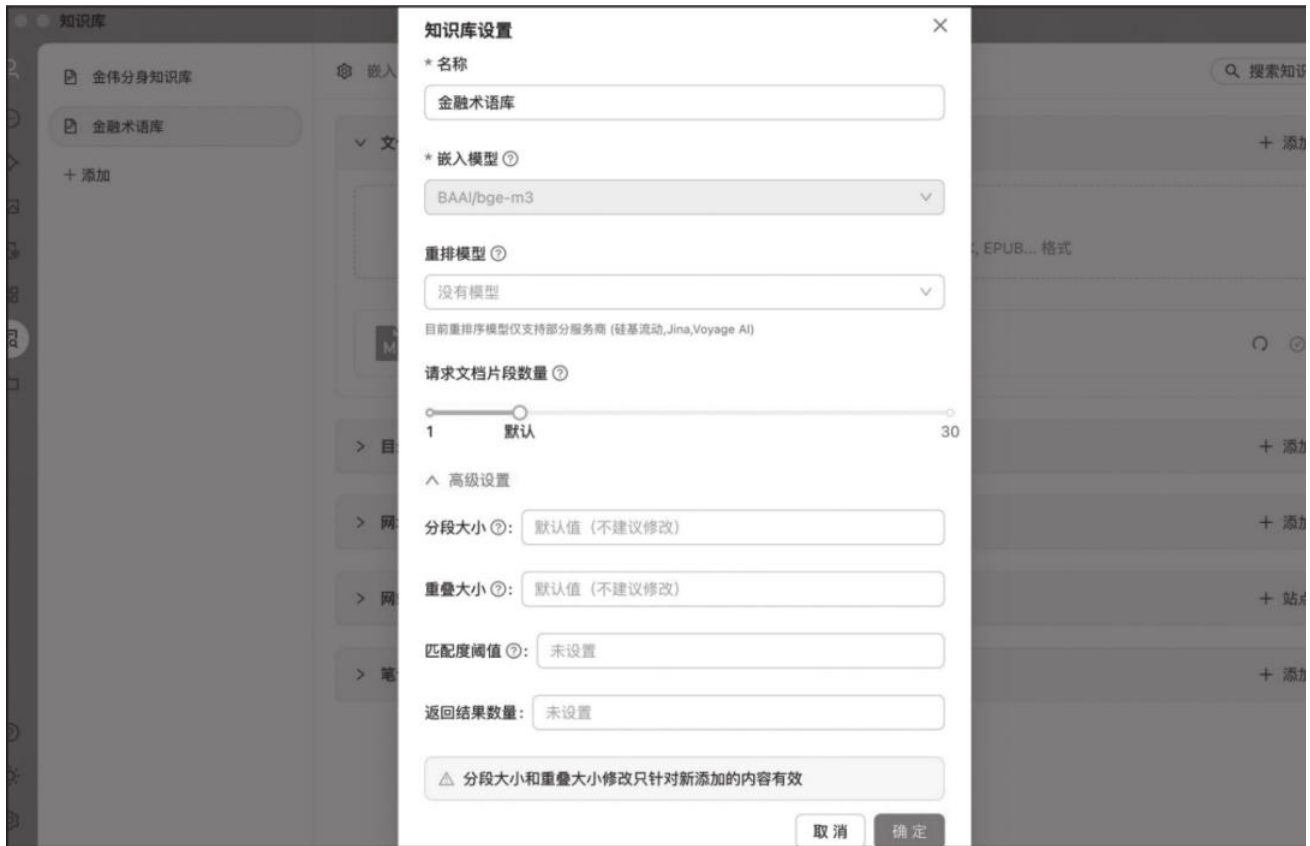 知识库
金伟分身知识库
金融术语库
+ 添加
嵌入
搜索知识
文
+ 添加
, EPUB... 格式
M
目
+ 添加
网
+ 添加
网
+ 站点
笔
+ 添加
知识库设置
* 名称
金融术语库
* 嵌入模型
BAAI/bge-m3
重排模型
没有模型
目前重排序模型仅支持部分服务商 (硅基流动,Jina,Voyage AI)
请求文档片段数量
1 默认 30
高级设置
分段大小 : 默认值（不建议修改）
重叠大小 : 默认值（不建议修改）
匹配度阈值 : 未设置
返回结果数量: 未设置
分段大小和重叠大小修改只针对新添加的内容有效
取 消 确 定